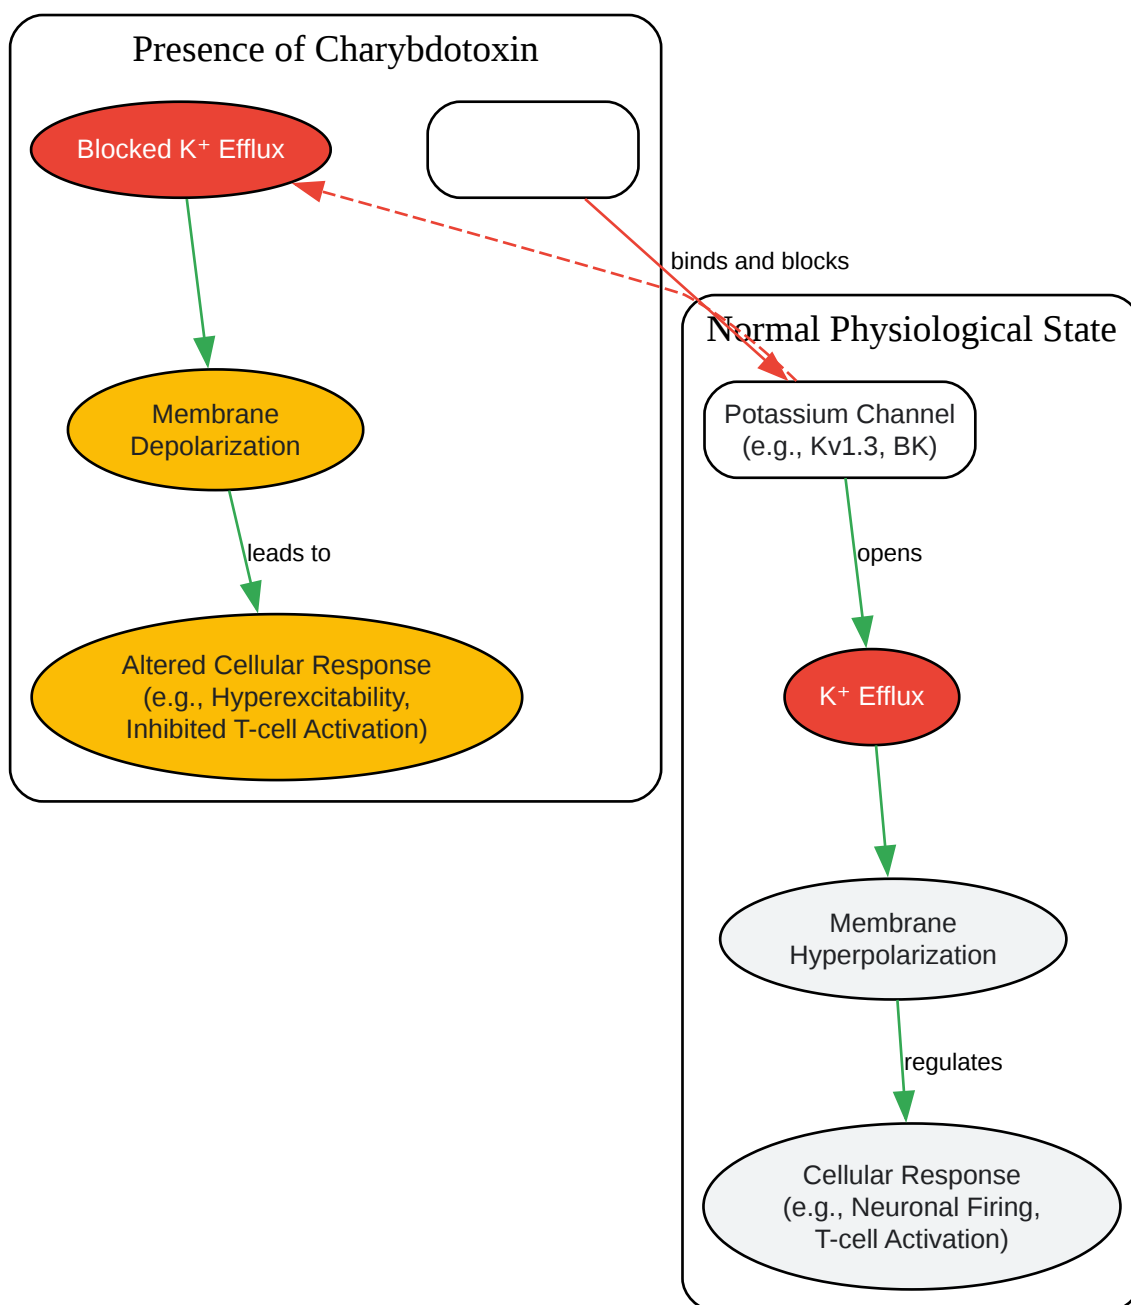 Presence of Charybdotoxin
Blocked K⁺ Efflux
binds and blocks
Membrane
Depolarization
leads to
Altered Cellular Response
(e.g., Hyperexcitability,
Inhibited T-cell Activation)
Normal Physiological State
Potassium Channel
(e.g., Kv1.3, BK)
opens
K⁺ Efflux
Membrane
Hyperpolarization
regulates
Cellular Response
(e.g., Neuronal Firing,
T-cell Activation)